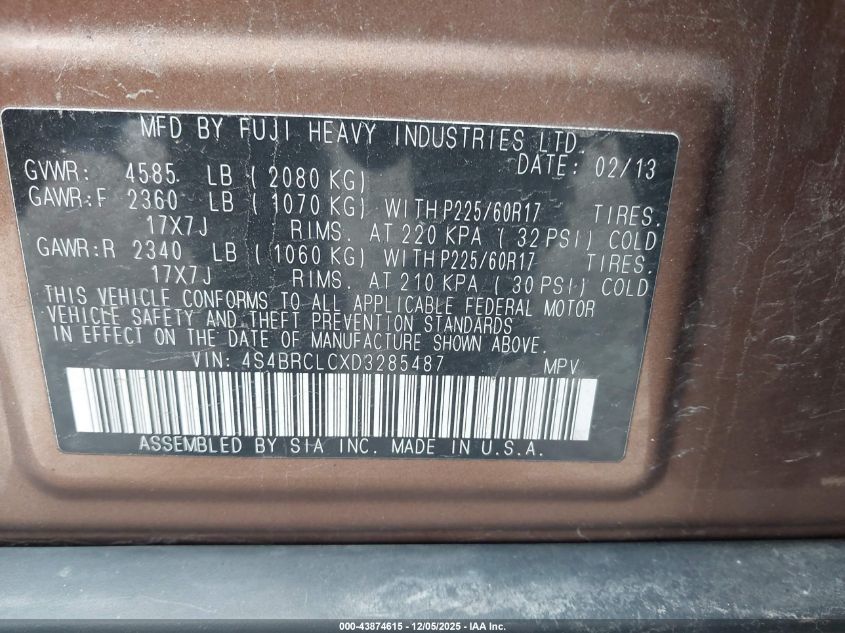 MFD BY FUJI HEAVY INDUSTRIES LTD.
DATE: 02/13
GVWR: 4585 LB ( 2080 KG)
GAWR:F 2360 LB ( 1070 KG) WITH P225/60R17 TIRES.
17X7J RIMS. AT 220 KPA ( 32 PSI) COLD
GAWR:R 2340 LB ( 1060 KG) WITH P225/60R17 TIRES.
17X7J RIMS. AT 210 KPA ( 30 PSI) COLD
THIS VEHICLE CONFORMS TO ALL APPLICABLE FEDERAL MOTOR
VEHICLE SAFETY AND THEFT PREVENTION STANDARDS
IN EFFECT ON THE DATE OF MANUFACTURE SHOWN ABOVE.
VIN: 4S4BRCLCXD3285487 MPV
ASSEMBLED BY SIA INC. MADE IN U.S.A.
000-43874615 - 12/05/2025 - IAA Inc.